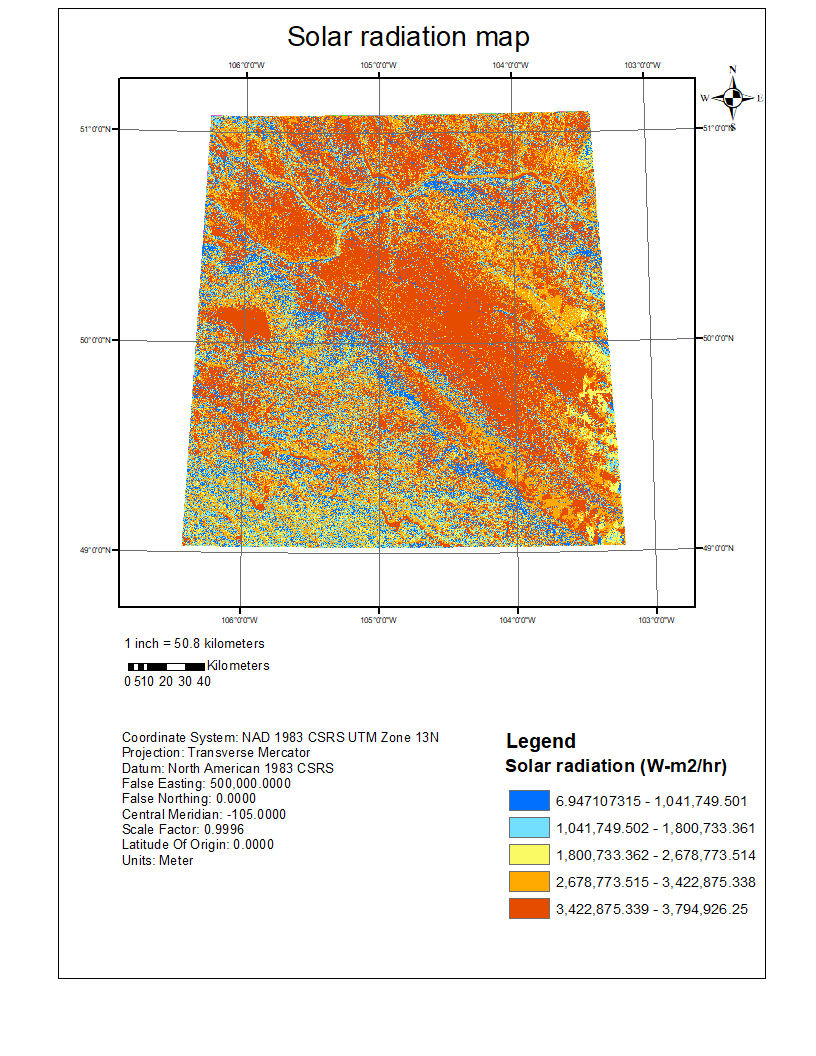 Solar radiation map
106°0'0"W 105°0'0"W 104°0'0"W 103°0'0"W
N
W E
S
51°0'0"N 51°0'0"N
50°0'0"N 50°0'0"N
49°0'0"N 49°0'0"N
106°0'0"W 105°0'0"W 104°0'0"W 103°0'0"W
1 inch = 50.8 kilometers
Kilometers
0 5 10 20 30 40
Coordinate System: NAD 1983 CSRS UTM Zone 13N
Projection: Transverse Mercator
Datum: North American 1983 CSRS
False Easting: 500,000.0000
False Northing: 0.0000
Central Meridian: -105.0000
Scale Factor: 0.9996
Latitude Of Origin: 0.0000
Units: Meter
Legend
Solar radiation (W-m2/hr)
6.947107315 - 1,041,749.501
1,041,749.502 - 1,800,733.361
1,800,733.362 - 2,678,773.514
2,678,773.515 - 3,422,875.338
3,422,875.339 - 3,794,926.25